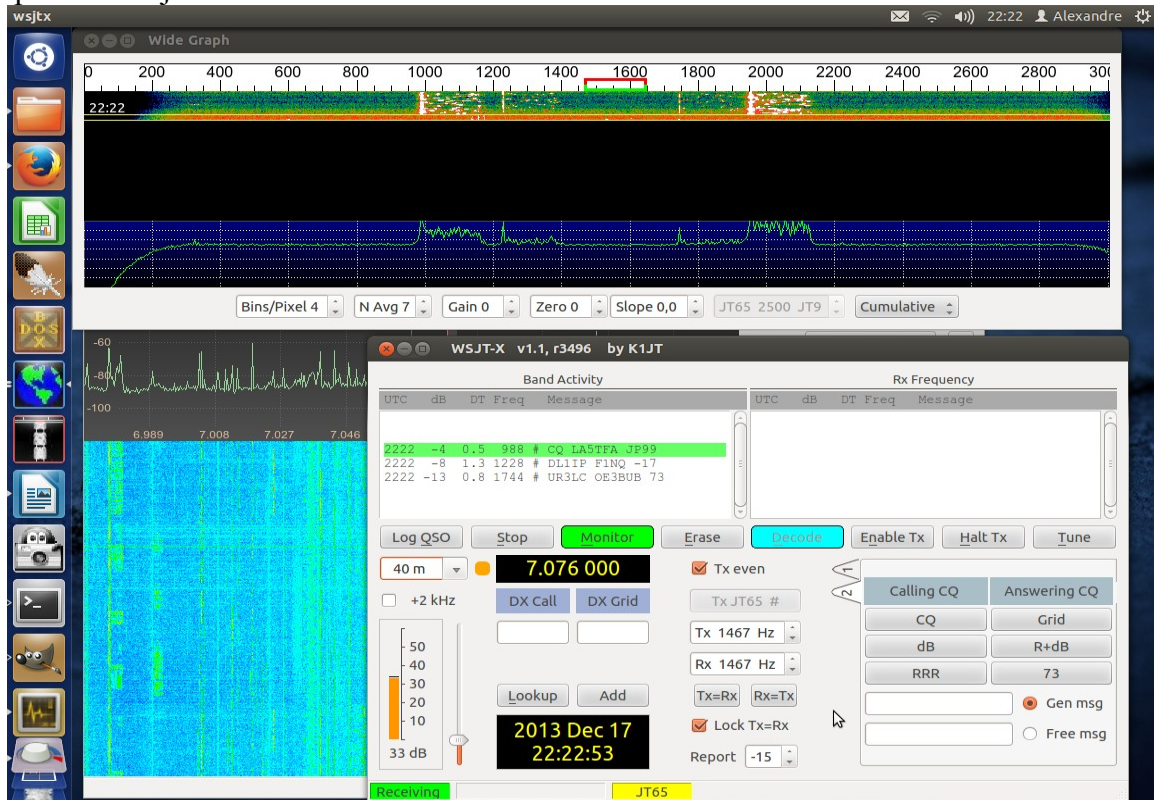 wsjtx
22:22 Alexandre
Wide Graph
0 200 400 600 800 1000 1200 1400 1600 1800 2000 2200 2400 2600 2800 300
22:22
Bins/Pixel 4 N Avg 7 Gain 0 Zero 0 Slope 0,0 JT65 2500 JT9 Cumulative
-60
-80
-100
6.989 7.008 7.027 7.046
WSJT-X v1.1, r3496 by K1JT
Band Activity
UTC dB DT Freq Message
2222 -4 0.5 988 # CQ LA5TFA JP99
2222 -8 1.3 1228 # DL1IP F1NQ -17
2222 -13 0.8 1744 # UR3LC OE3BUB 73
Rx Frequency
UTC dB DT Freq Message
Log QSO Stop Monitor Erase Decode Enable Tx Halt Tx Tune
40 m 7.076 000 Tx even
+2 kHz DX Call DX Grid Tx JT65 #
Tx 1467 Hz
Rx 1467 Hz
50
40
30
20
10
33 dB
Lookup Add Tx=Rx Rx=Tx
2013 Dec 17
22:22:53
Lock Tx=Rx
Report -15
1
2
Calling CQ Answering CQ
CQ Grid
dB R+dB
RRR 73
Gen msg
Free msg
Receiving JT65